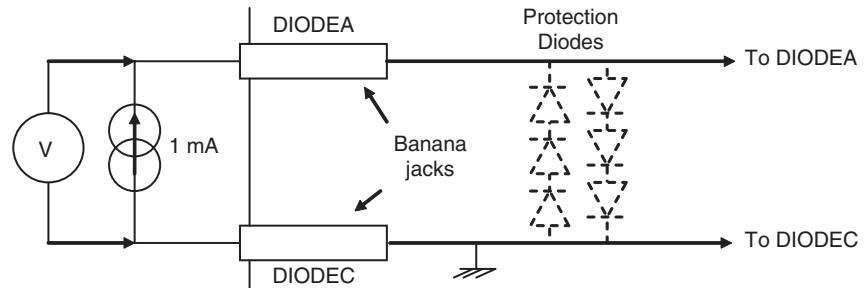 DIODEA
Protection
Diodes
To DIODEA
V
1 mA
Banana
jacks
To DIODEC
DIODEC